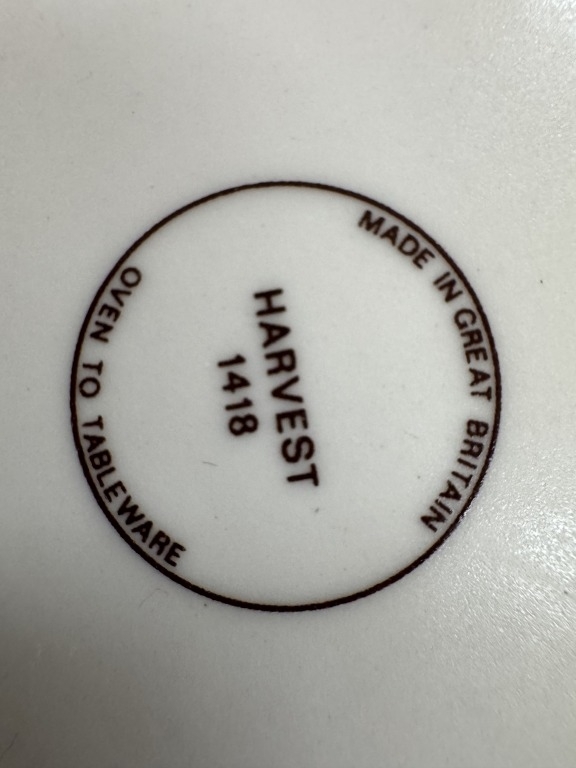 MADE IN GREAT BRITAIN
HARVEST
1418
OVEN TO TABLEWARE